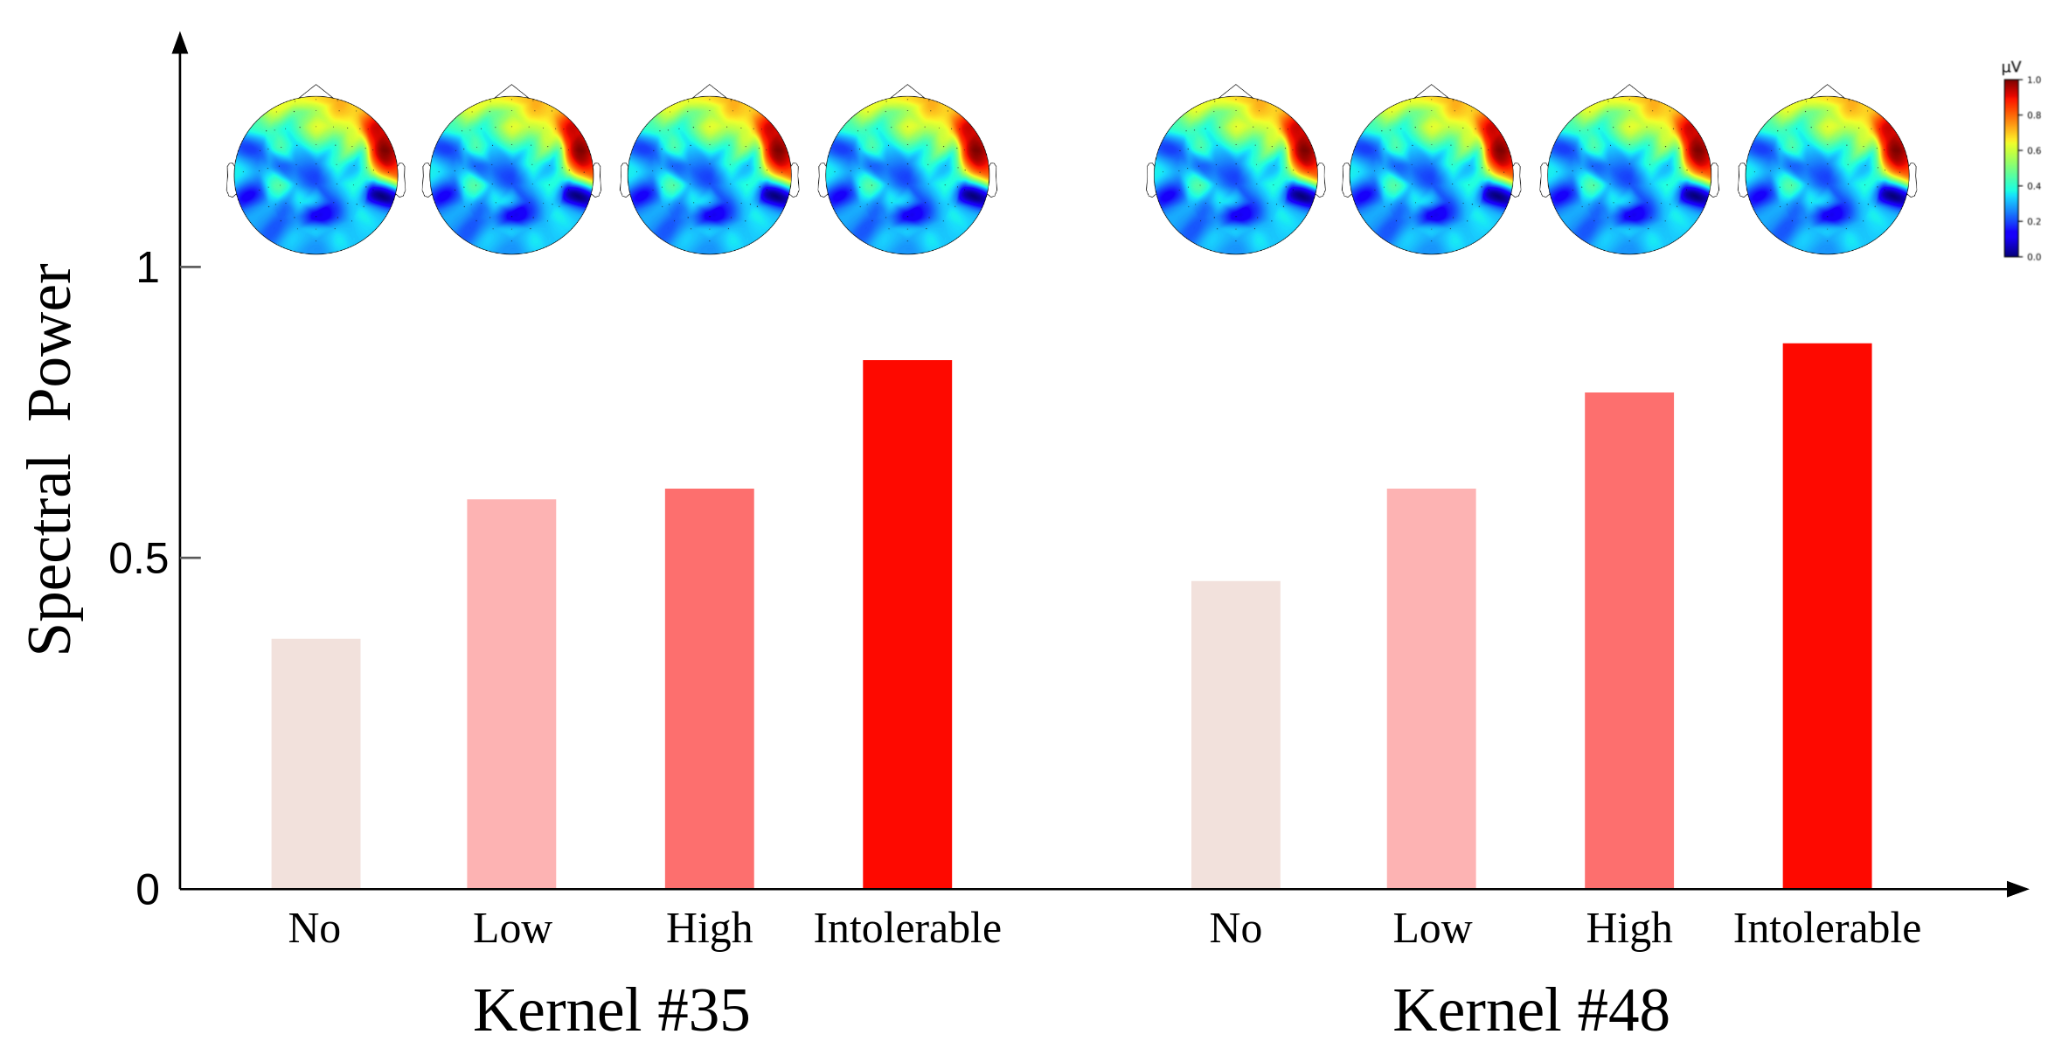 µV
1.0
0.8
0.6
0.4
0.2
0.0
Spectral Power
1
0.5
0
No Low High Intolerable No Low High Intolerable
Kernel #35 Kernel #48